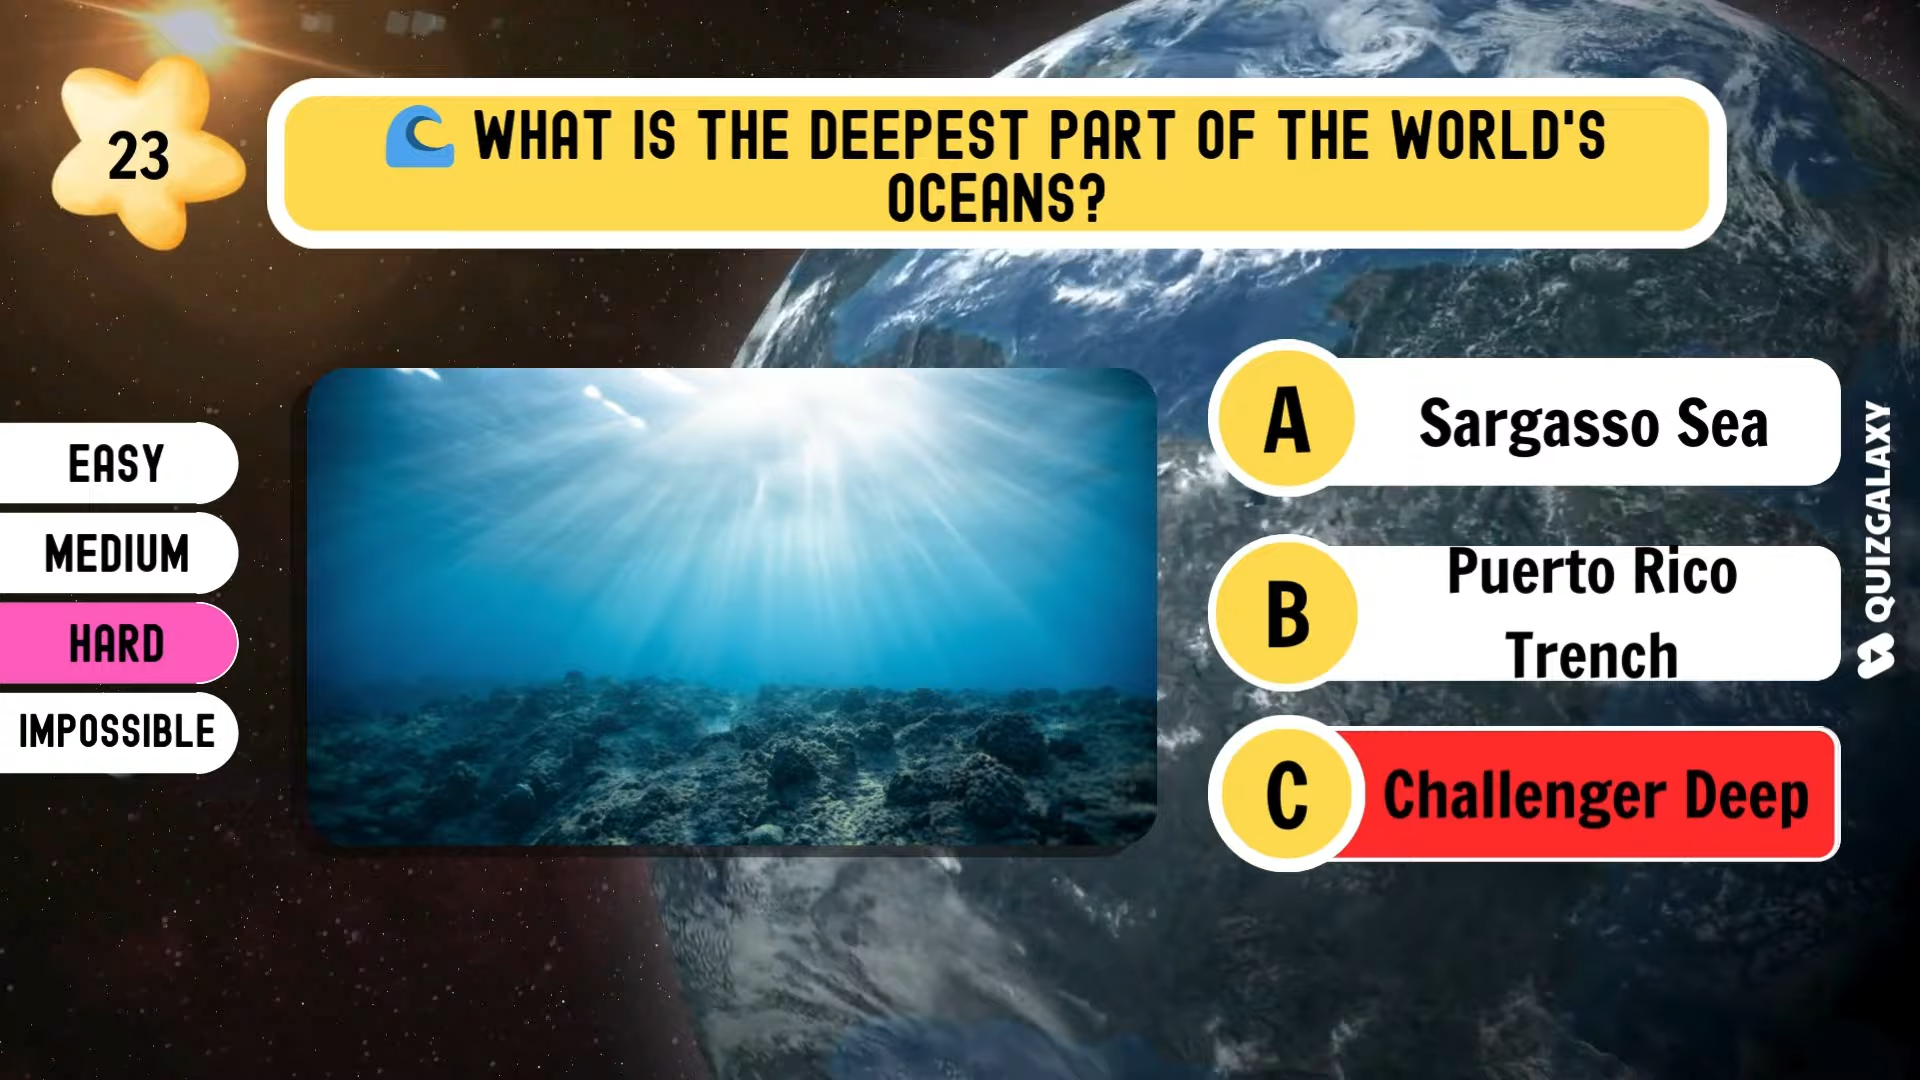 23
🌊 WHAT IS THE DEEPEST PART OF THE WORLD'S
OCEANS?
EASY
MEDIUM
HARD
IMPOSSIBLE
A
Sargasso Sea
B
Puerto Rico
Trench
C
Challenger Deep
QUIZGALAXY